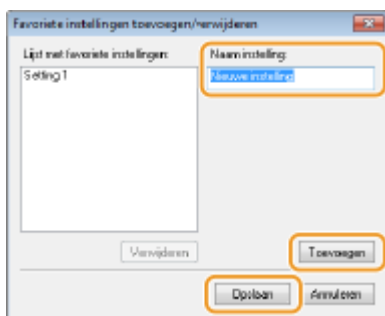 Favoriete instellingen toevoegen/verwijderen
Lijst met favoriete instellingen:
Naam instelling:
Setting 1
Nieuwe instelling
Verwijderen
Toevoegen
Opslaan
Annuleren